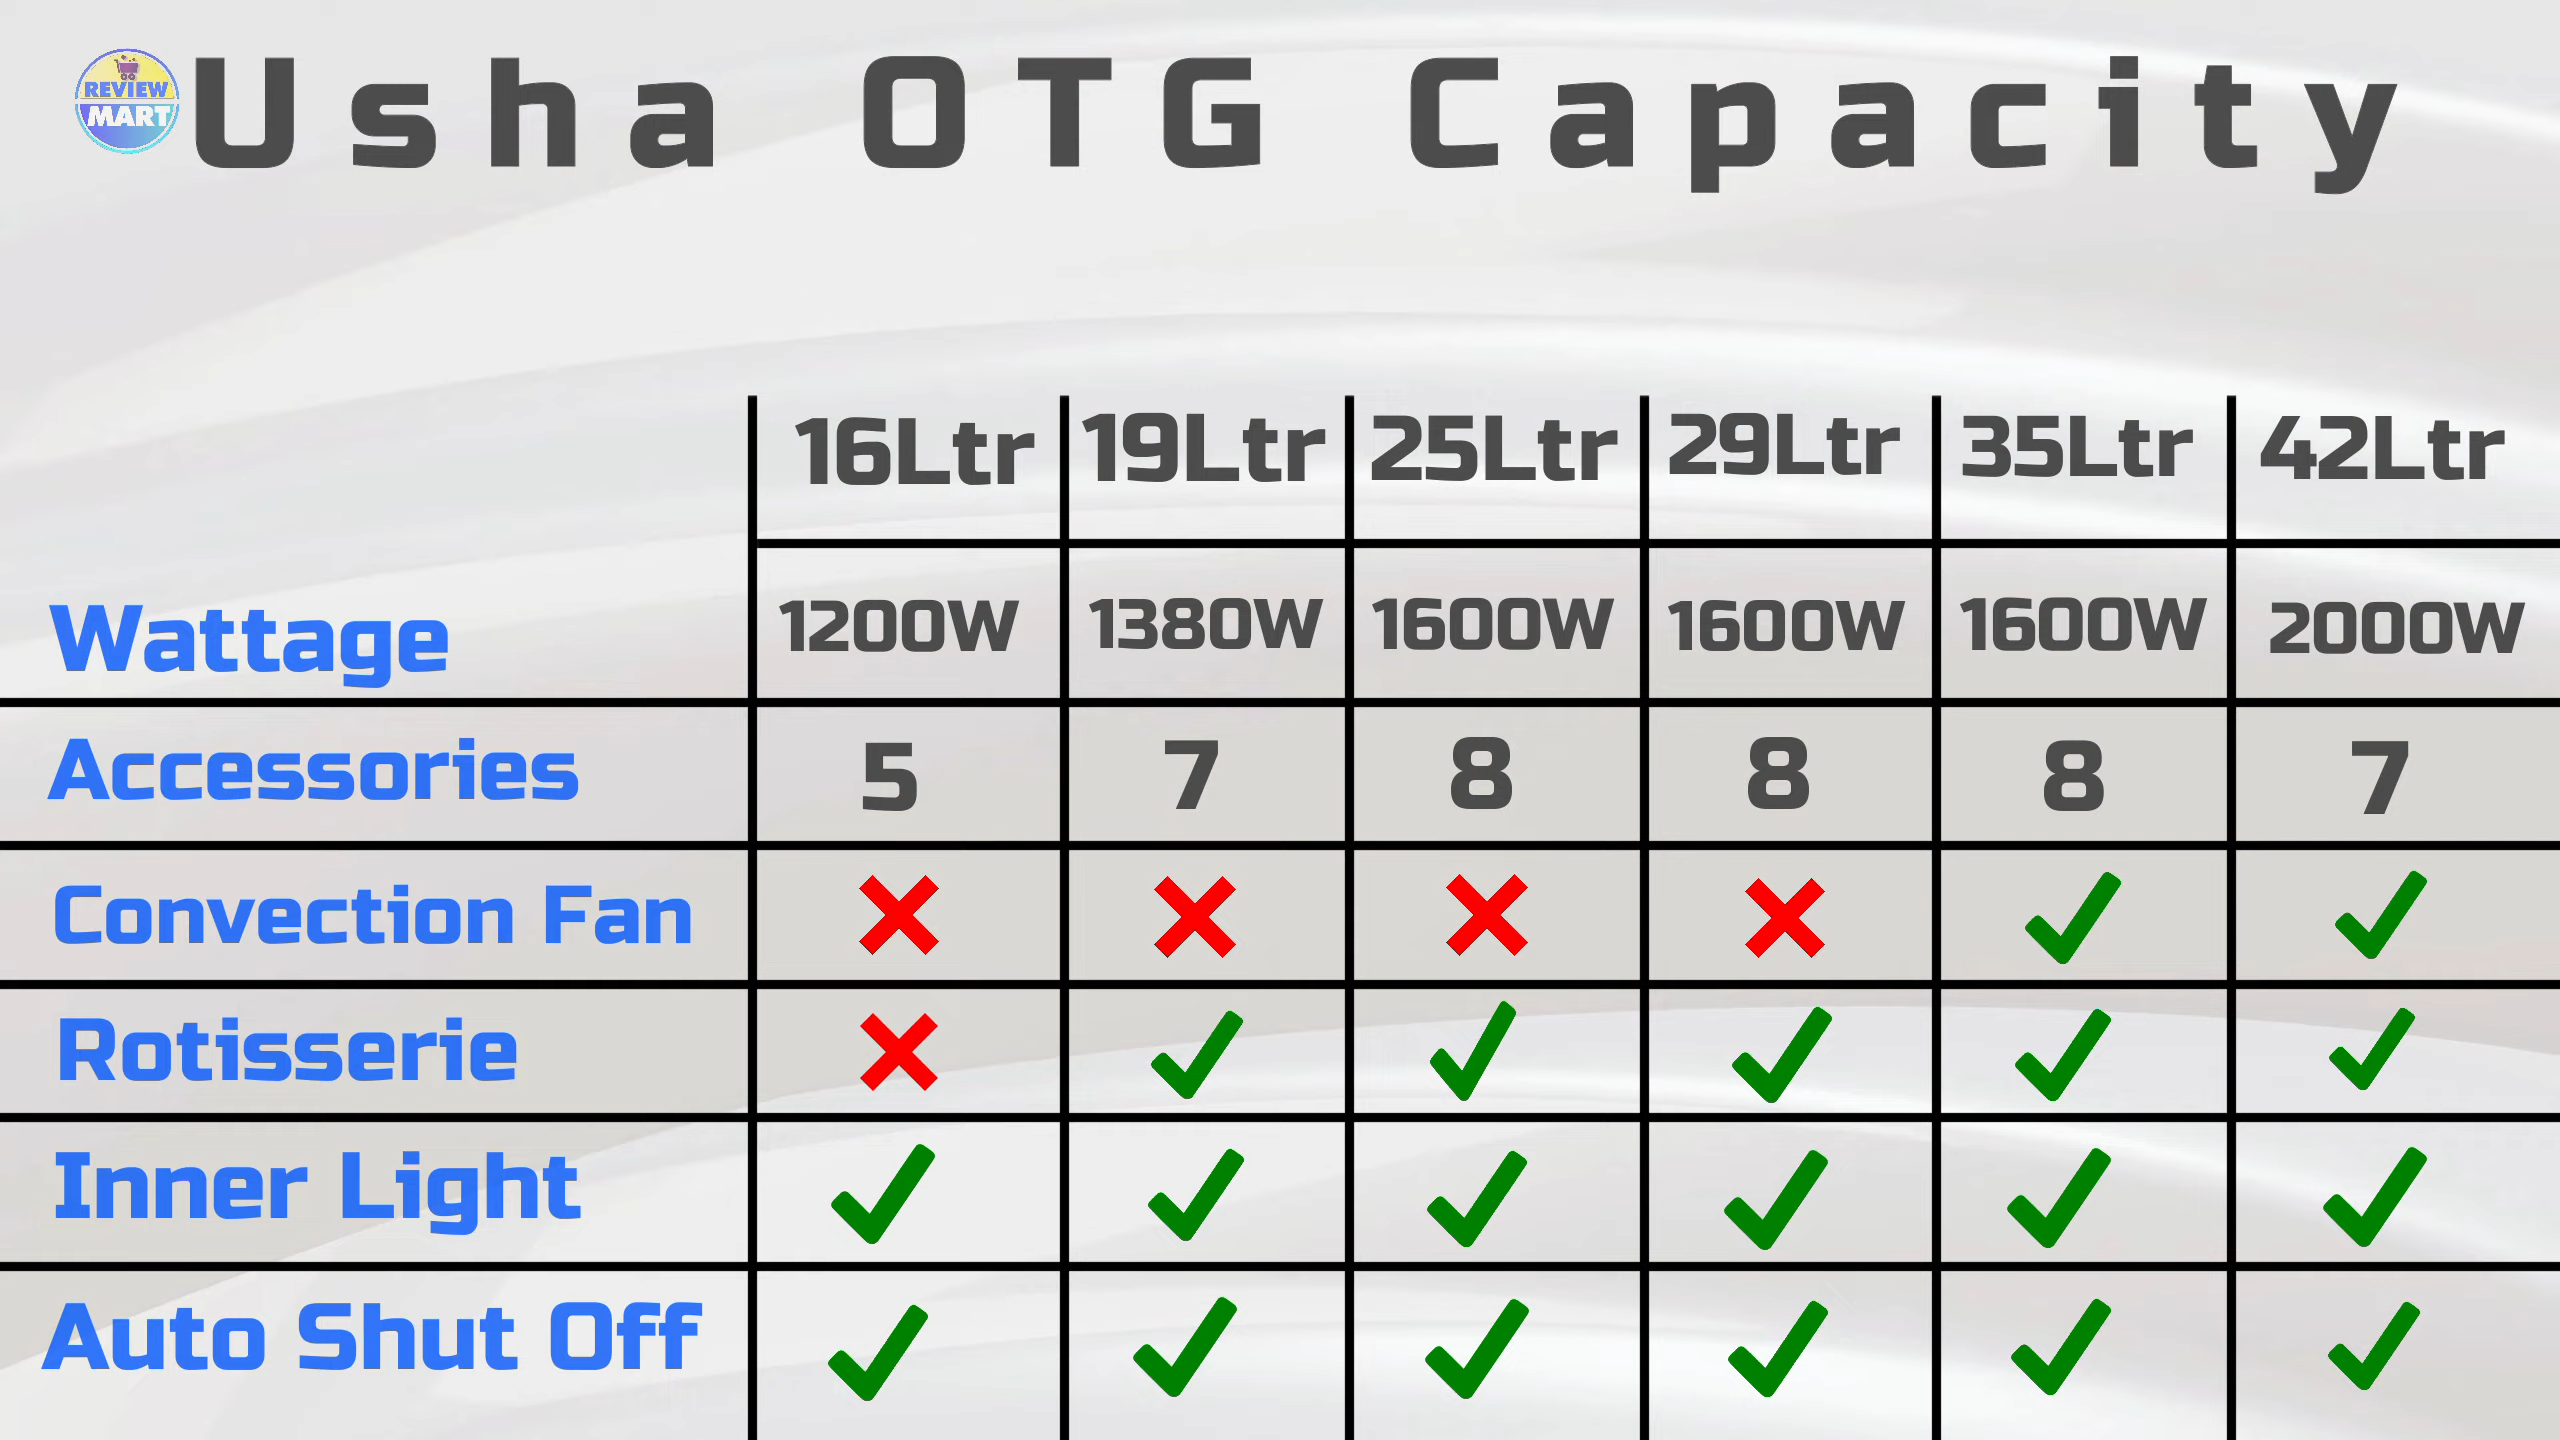 REVIEW
MART
Usha OTG Capacity
16Ltr 19Ltr 25Ltr 29Ltr 35Ltr 42Ltr
Wattage 1200W 1380W 1600W 1600W 1600W 2000W
Accessories 5 7 8 8 8 7
Convection Fan
Rotisserie
Inner Light
Auto Shut Off